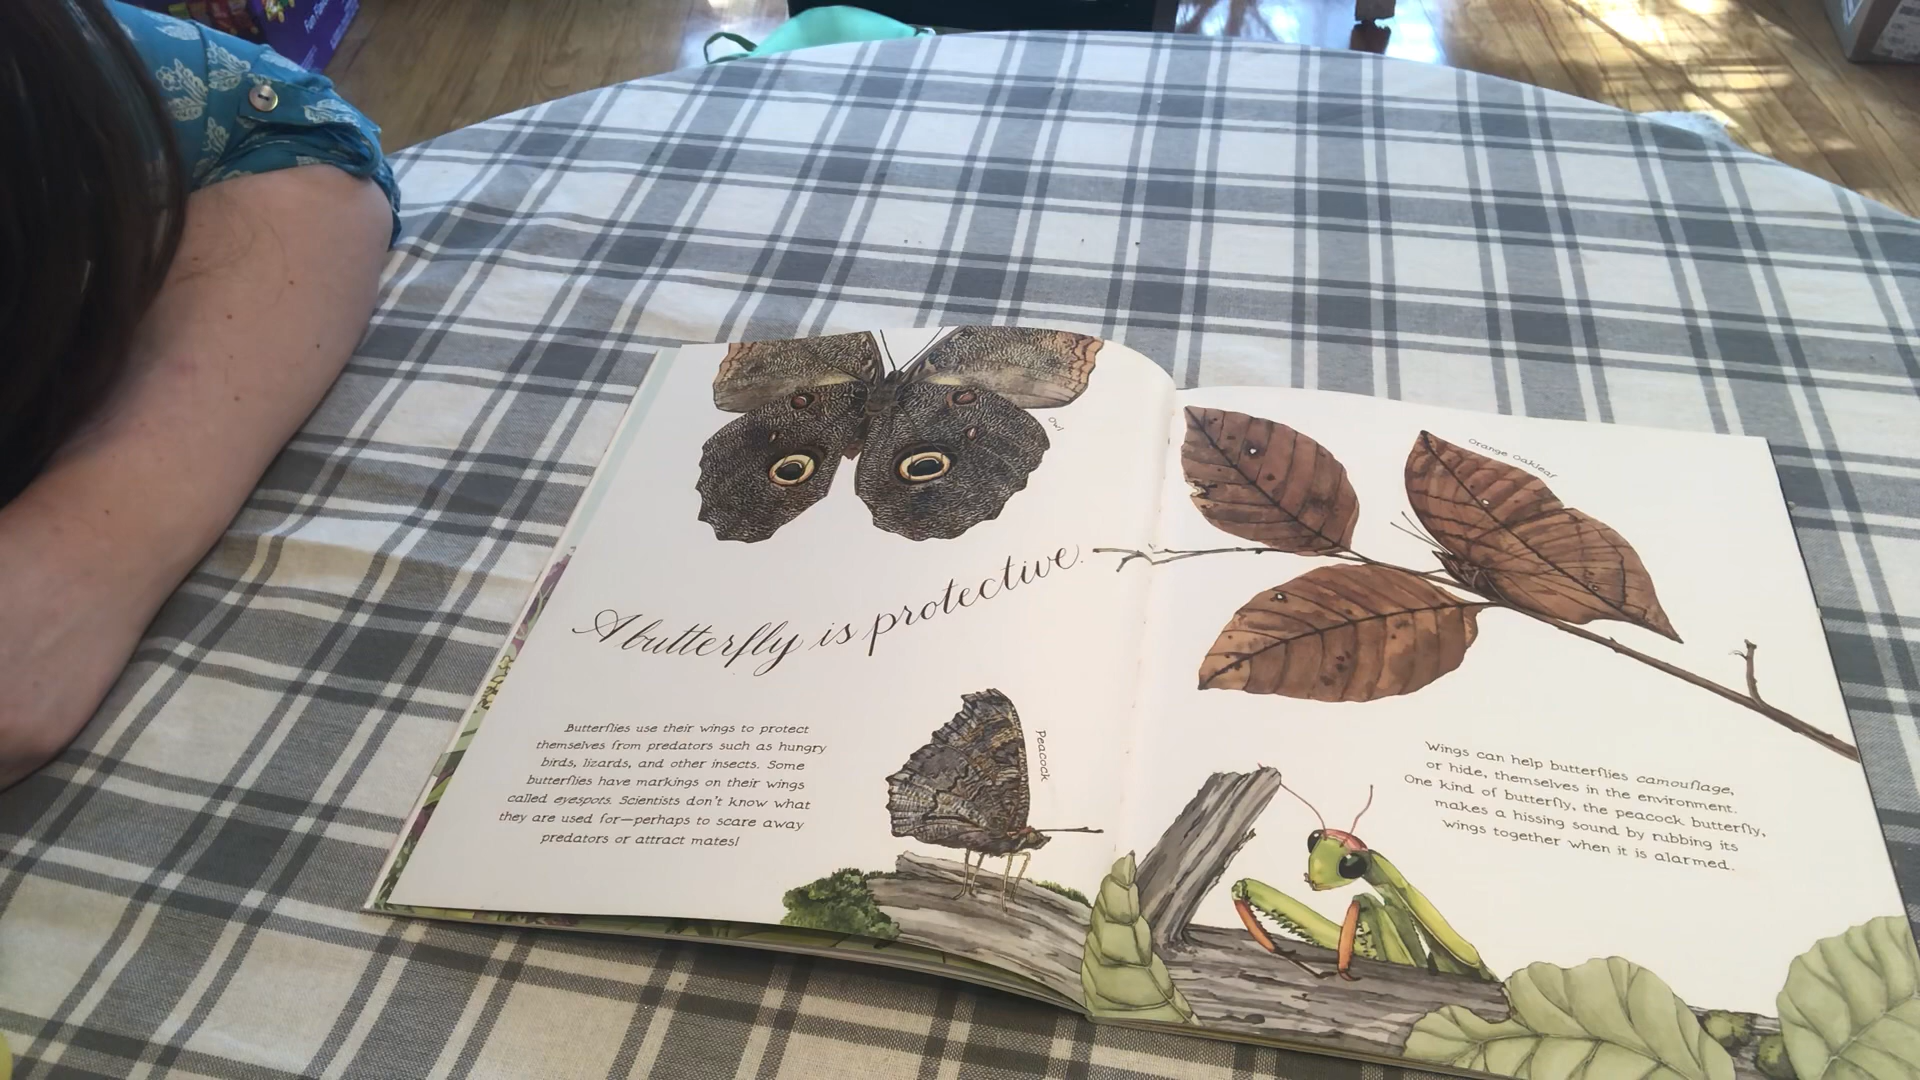 Owl
A butterfly is protective.
Butterflies use their wings to protect
themselves from predators such as hungry
birds, lizards, and other insects. Some
butterflies have markings on their wings
called eyespots. Scientists don't know what
they are used for—perhaps to scare away
predators or attract mates!
Peacock
Orange Oakleaf
Wings can help butterflies camouflage,
or hide, themselves in the environment.
One kind of butterfly, the peacock butterfly,
makes a hissing sound by rubbing its
wings together when it is alarmed.